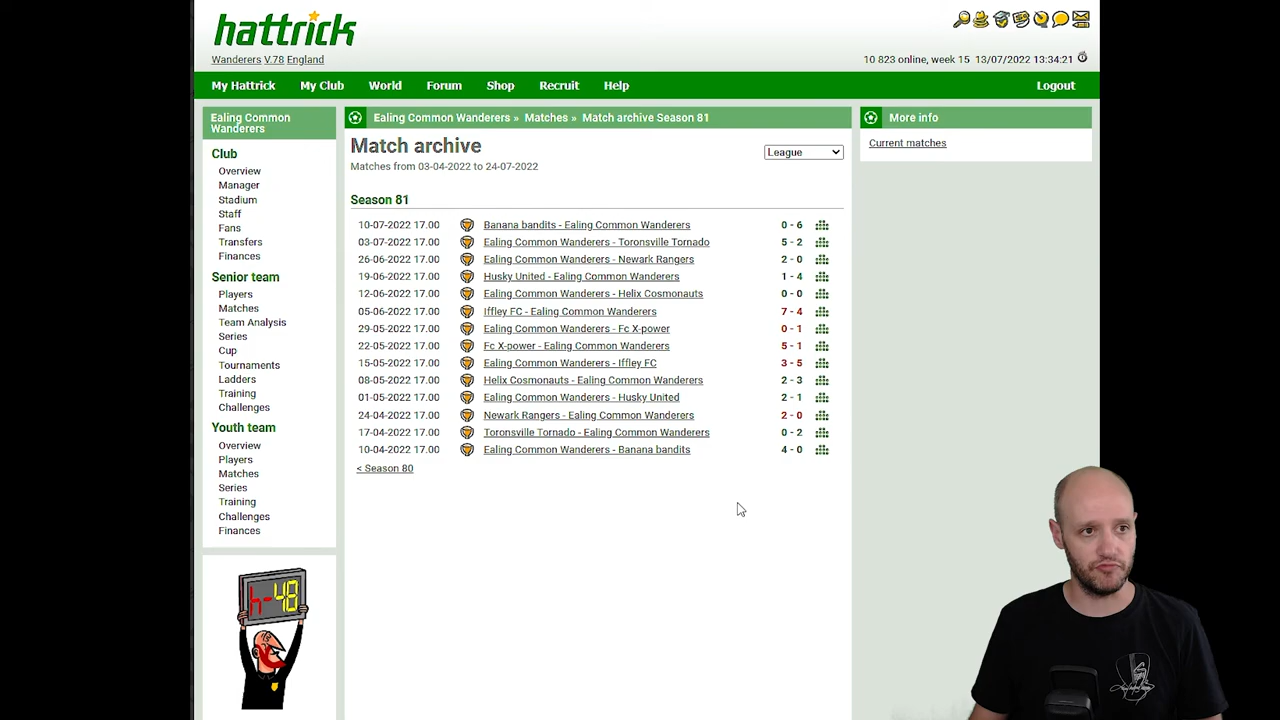 hattrick
Wanderers V.78 England
10 823 online, week 15 13/07/2022 13:34:21
My Hattrick My Club World Forum Shop Recruit Help Logout
Ealing Common Wanderers
Club
Overview
Manager
Stadium
Staff
Fans
Transfers
Finances
Senior team
Players
Matches
Team Analysis
Series
Cup
Tournaments
Ladders
Training
Challenges
Youth team
Overview
Players
Matches
Series
Training
Challenges
Finances
h-48
Ealing Common Wanderers » Matches » Match archive Season 81
Match archive
League
Matches from 03-04-2022 to 24-07-2022
Season 81
10-07-2022 17.00 Banana bandits - Ealing Common Wanderers 0 - 6
03-07-2022 17.00 Ealing Common Wanderers - Toronsville Tornado 5 - 2
26-06-2022 17.00 Ealing Common Wanderers - Newark Rangers 2 - 0
19-06-2022 17.00 Husky United - Ealing Common Wanderers 1 - 4
12-06-2022 17.00 Ealing Common Wanderers - Helix Cosmonauts 0 - 0
05-06-2022 17.00 Iffley FC - Ealing Common Wanderers 7 - 4
29-05-2022 17.00 Ealing Common Wanderers - Fc X-power 0 - 1
22-05-2022 17.00 Fc X-power - Ealing Common Wanderers 5 - 1
15-05-2022 17.00 Ealing Common Wanderers - Iffley FC 3 - 5
08-05-2022 17.00 Helix Cosmonauts - Ealing Common Wanderers 2 - 3
01-05-2022 17.00 Ealing Common Wanderers - Husky United 2 - 1
24-04-2022 17.00 Newark Rangers - Ealing Common Wanderers 2 - 0
17-04-2022 17.00 Toronsville Tornado - Ealing Common Wanderers 0 - 2
10-04-2022 17.00 Ealing Common Wanderers - Banana bandits 4 - 0
< Season 80
More info
Current matches